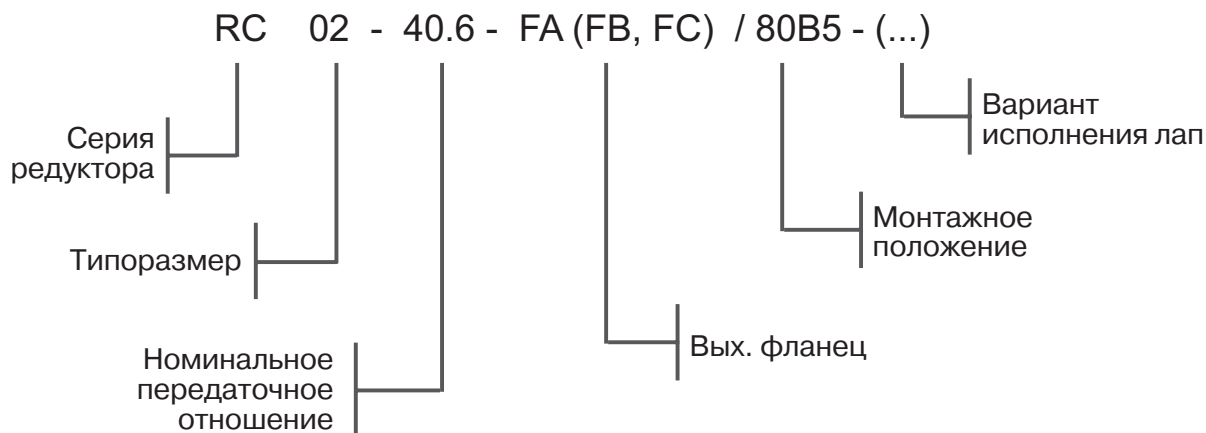 RC 02 - 40.6 - FA (FB, FC) / 80B5 - (...)
Серия
редуктора
Типоразмер
Номинальное
передаточное
отношение
Вых. фланец
Монтажное
положение
Вариант
исполнения лап